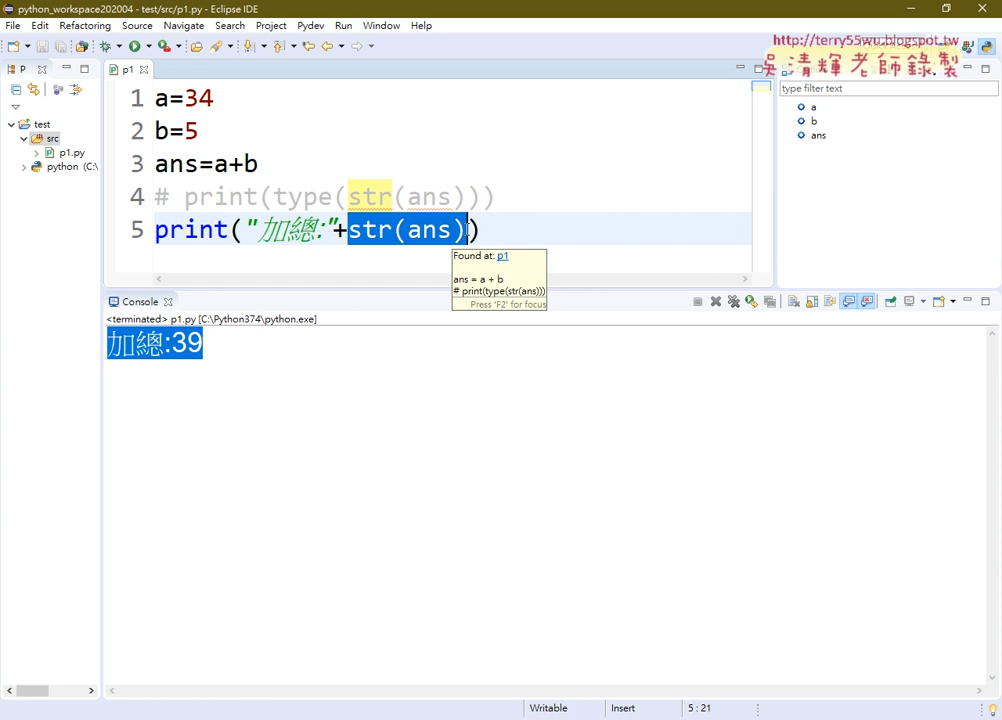 python_workspace202004 - test/src/p1.py - Eclipse IDE
File Edit Refactoring Source Navigate Search Project Pydev Run Window Help
http://terry55wu.blogspot.tw
吳清輝老師錄製
P
p1
type filter text
a
b
ans
test
src
p1.py
python (C:\
1 a=34
2 b=5
3 ans=a+b
4 # print(type(str(ans)))
5 print("加總:"+str(ans))
Found at: p1
ans = a + b
# print(type(str(ans)))
Press 'F2' for focus
Console
<terminated> p1.py [C:\Python374\python.exe]
加總:39
Writable Insert 5 : 21